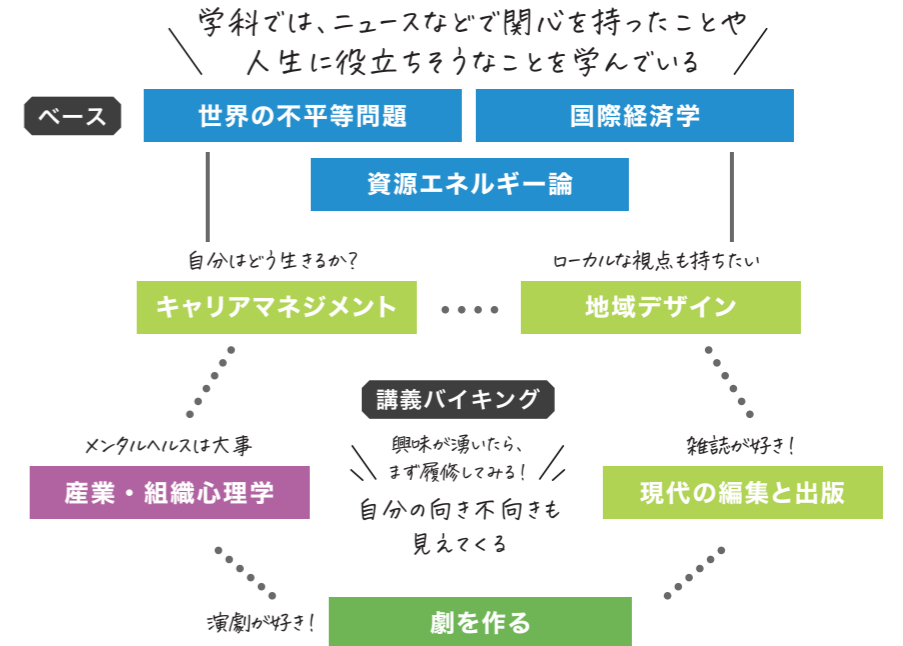 学科では、ニュースなどで関心を持ったことや
人生に役立ちそうなことを学んでいる
ベース
世界の不平等問題
国際経済学
資源エネルギー論
自分はどう生きるか?
ローカルな視点も持ちたい
キャリアマネジメント
地域デザイン
講義バイキング
メンタルヘルスは大事
興味が湧いたら、
まず履修してみる!
雑誌が好き!
産業・組織心理学
自分の向き不向きも
見えてくる
現代の編集と出版
演劇が好き!
劇を作る